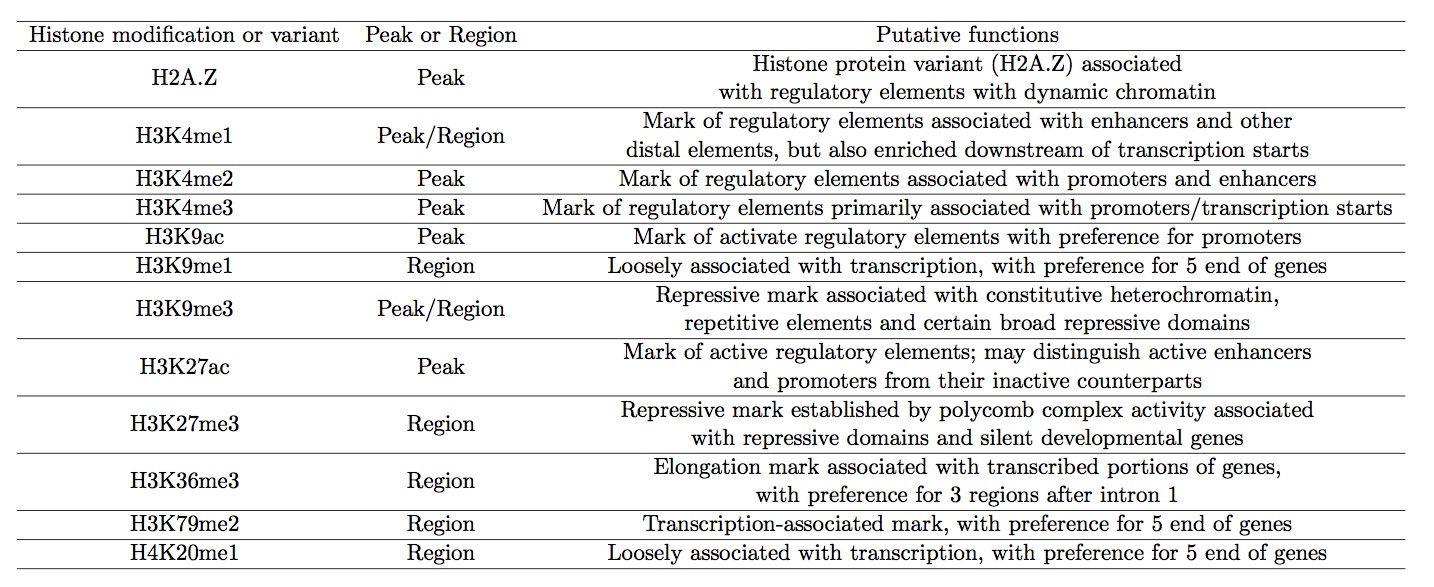 Histone modification or variant Peak or Region Putative functions
H2A.Z Peak Histone protein variant (H2A.Z) associated
with regulatory elements with dynamic chromatin
H3K4me1 Peak/Region Mark of regulatory elements associated with enhancers and other
distal elements, but also enriched downstream of transcription starts
H3K4me2 Peak Mark of regulatory elements associated with promoters and enhancers
H3K4me3 Peak Mark of regulatory elements primarily associated with promoters/transcription starts
H3K9ac Peak Mark of activate regulatory elements with preference for promoters
H3K9me1 Region Loosely associated with transcription, with preference for 5 end of genes
H3K9me3 Peak/Region Repressive mark associated with constitutive heterochromatin,
repetitive elements and certain broad repressive domains
H3K27ac Peak Mark of active regulatory elements; may distinguish active enhancers
and promoters from their inactive counterparts
H3K27me3 Region Repressive mark established by polycomb complex activity associated
with repressive domains and silent developmental genes
H3K36me3 Region Elongation mark associated with transcribed portions of genes,
with preference for 3 regions after intron 1
H3K79me2 Region Transcription-associated mark, with preference for 5 end of genes
H4K20me1 Region Loosely associated with transcription, with preference for 5 end of genes